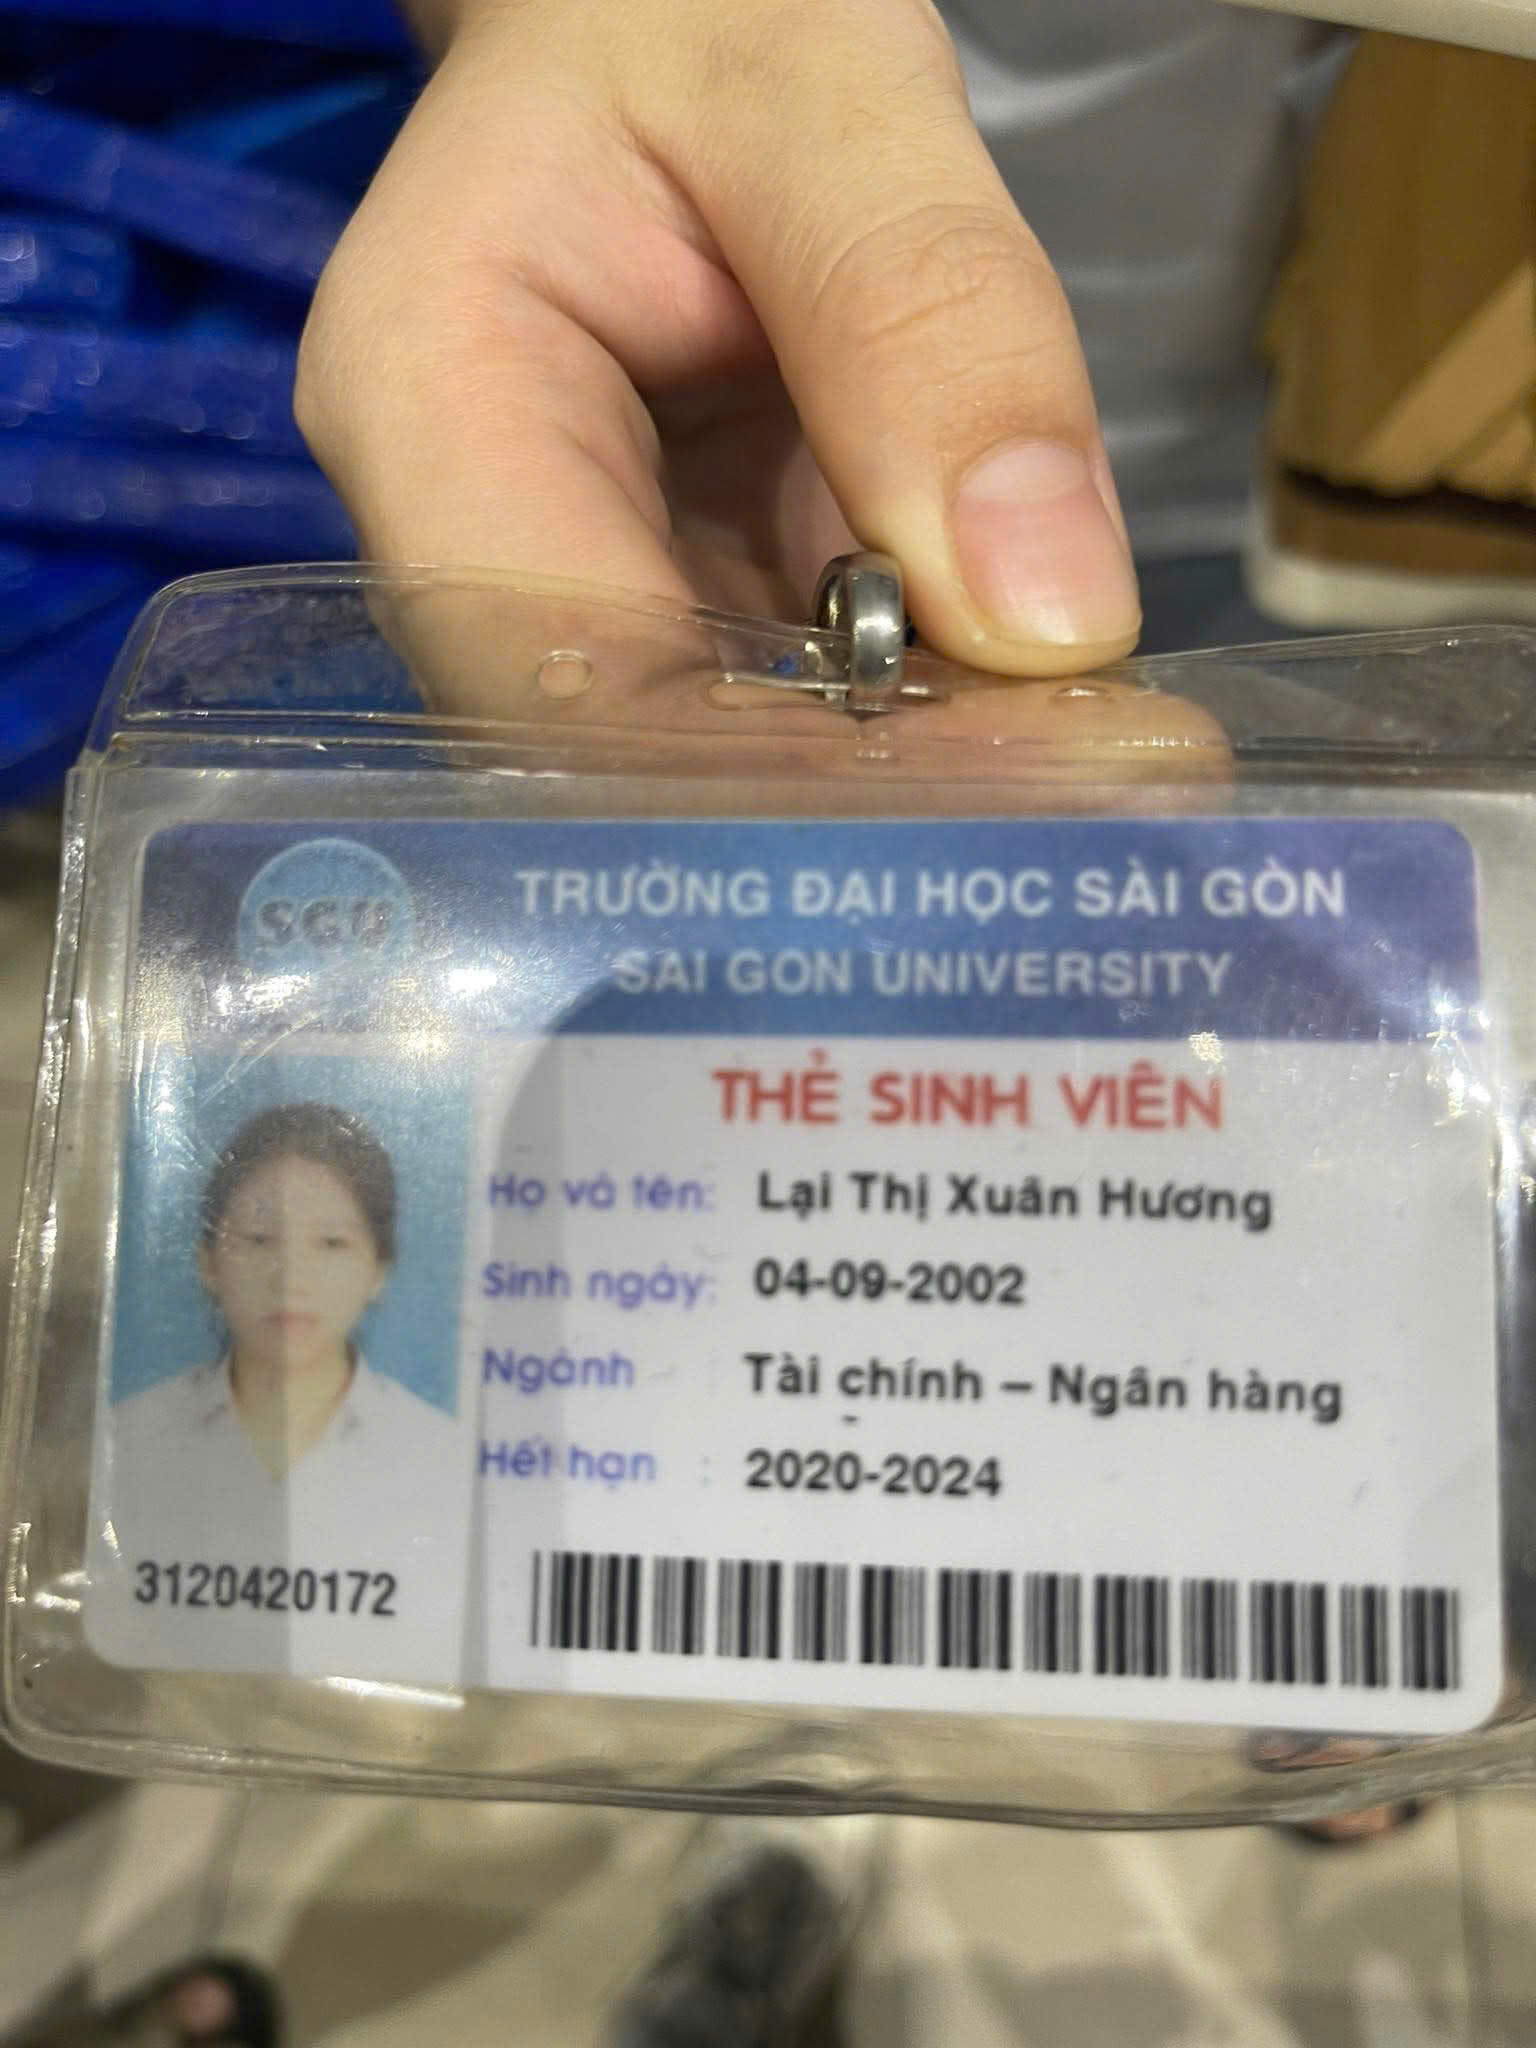 SGU
TRƯỜNG ĐẠI HỌC SÀI GÒN
SAI GON UNIVERSITY
THẺ SINH VIÊN
Họ và tên: Lại Thị Xuân Hương
Sinh ngày: 04-09-2002
Ngành Tài chính – Ngân hàng
Hết hạn : 2020-2024
3120420172